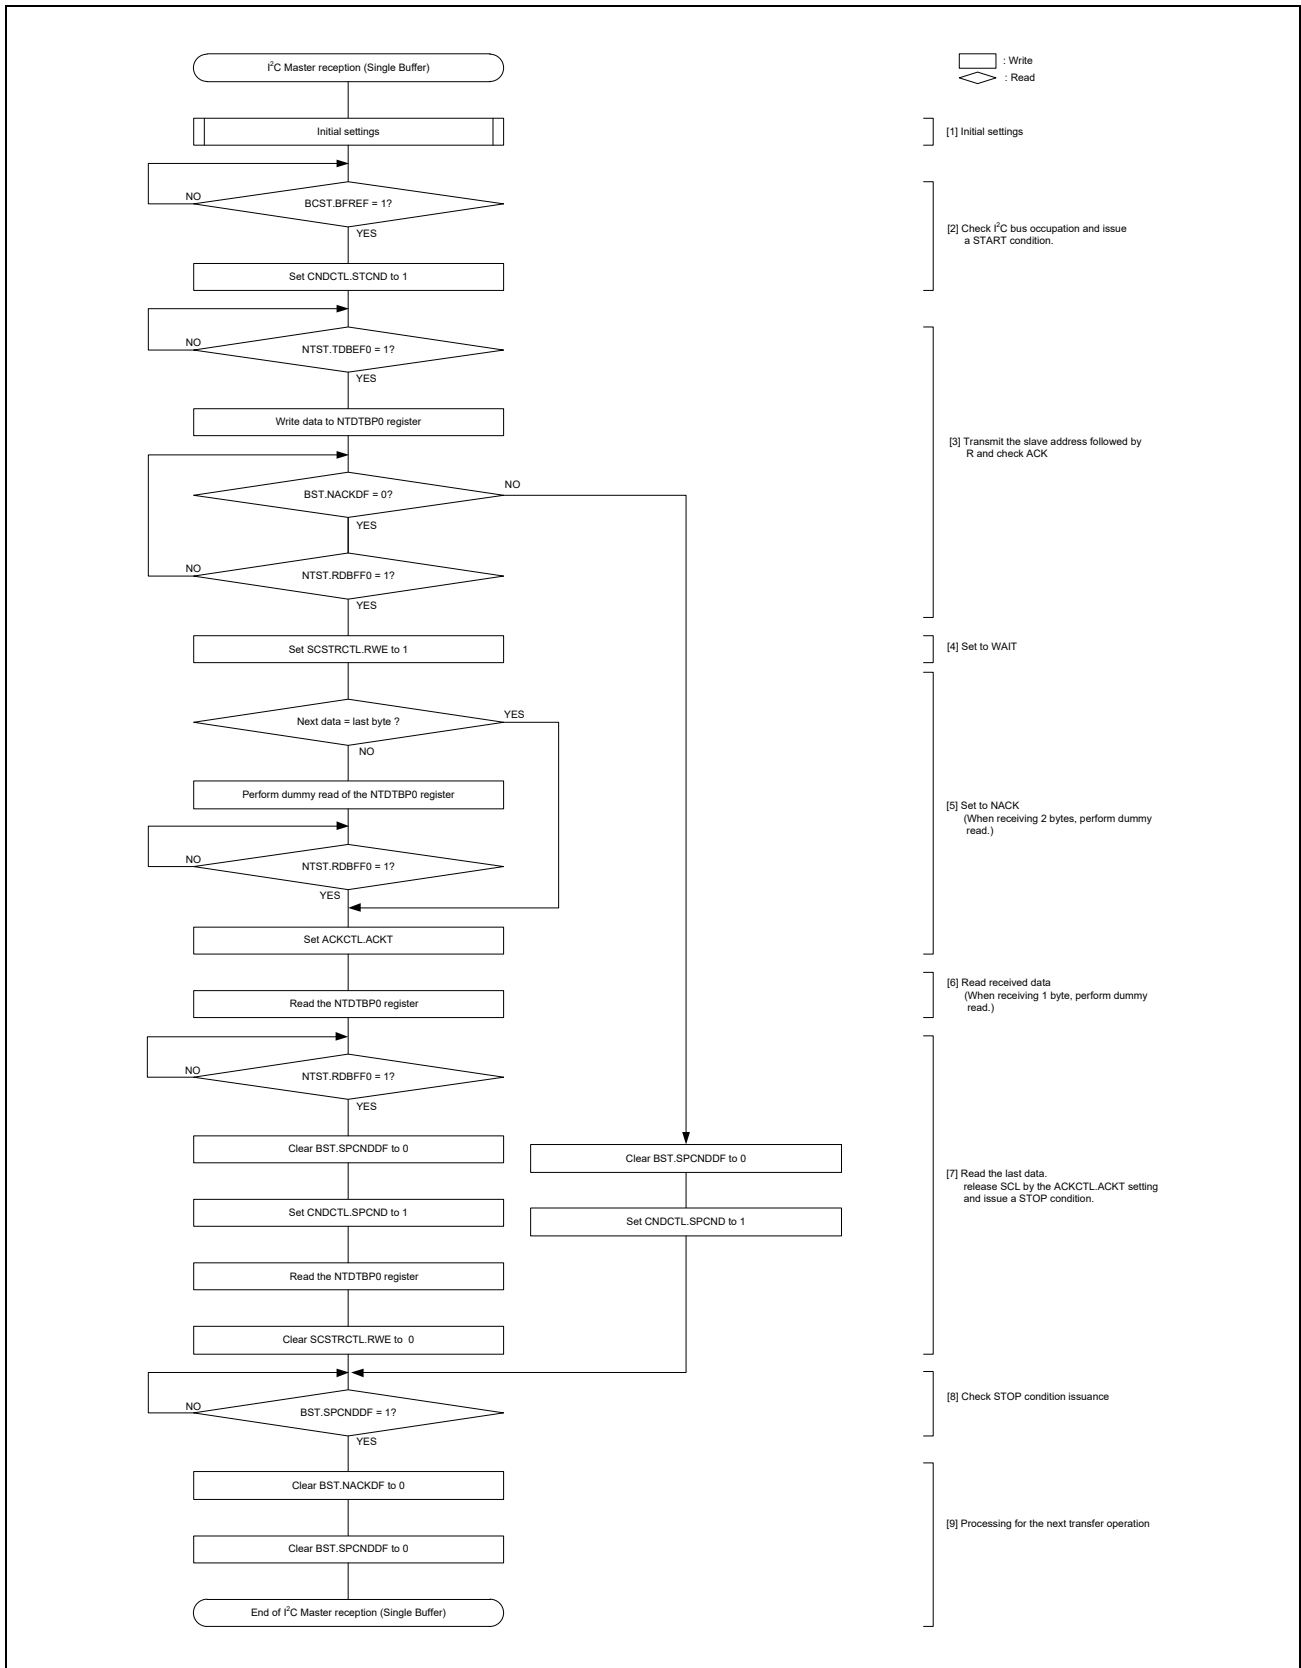 I²C Master reception (Single Buffer)
: Write
: Read
Initial settings
[1] Initial settings
NO
BCST.BFREF = 1?
YES
[2] Check I²C bus occupation and issue
a START condition.
Set CNDCTL.STCND to 1
NO
NTST.TDBEF0 = 1?
YES
Write data to NTDTBP0 register
[3] Transmit the slave address followed by
R and check ACK
BST.NACKDF = 0?
NO
YES
NO
NTST.RDBFF0 = 1?
YES
Set SCSTRCTL.RWE to 1
[4] Set to WAIT
Next data = last byte ?
YES
NO
Perform dummy read of the NTDTBP0 register
[5] Set to NACK
(When receiving 2 bytes, perform dummy
read.)
NO
NTST.RDBFF0 = 1?
YES
Set ACKCTL.ACKT
Read the NTDTBP0 register
[6] Read received data
(When receiving 1 byte, perform dummy
read.)
NO
NTST.RDBFF0 = 1?
YES
Clear BST.SPCNDDF to 0
Clear BST.SPCNDDF to 0
[7] Read the last data.
release SCL by the ACKCTL.ACKT setting
and issue a STOP condition.
Set CNDCTL.SPCND to 1
Set CNDCTL.SPCND to 1
Read the NTDTBP0 register
Clear SCSTRCTL.RWE to 0
NO
BST.SPCNDDF = 1?
YES
[8] Check STOP condition issuance
Clear BST.NACKDF to 0
[9] Processing for the next transfer operation
Clear BST.SPCNDDF to 0
End of I²C Master reception (Single Buffer)